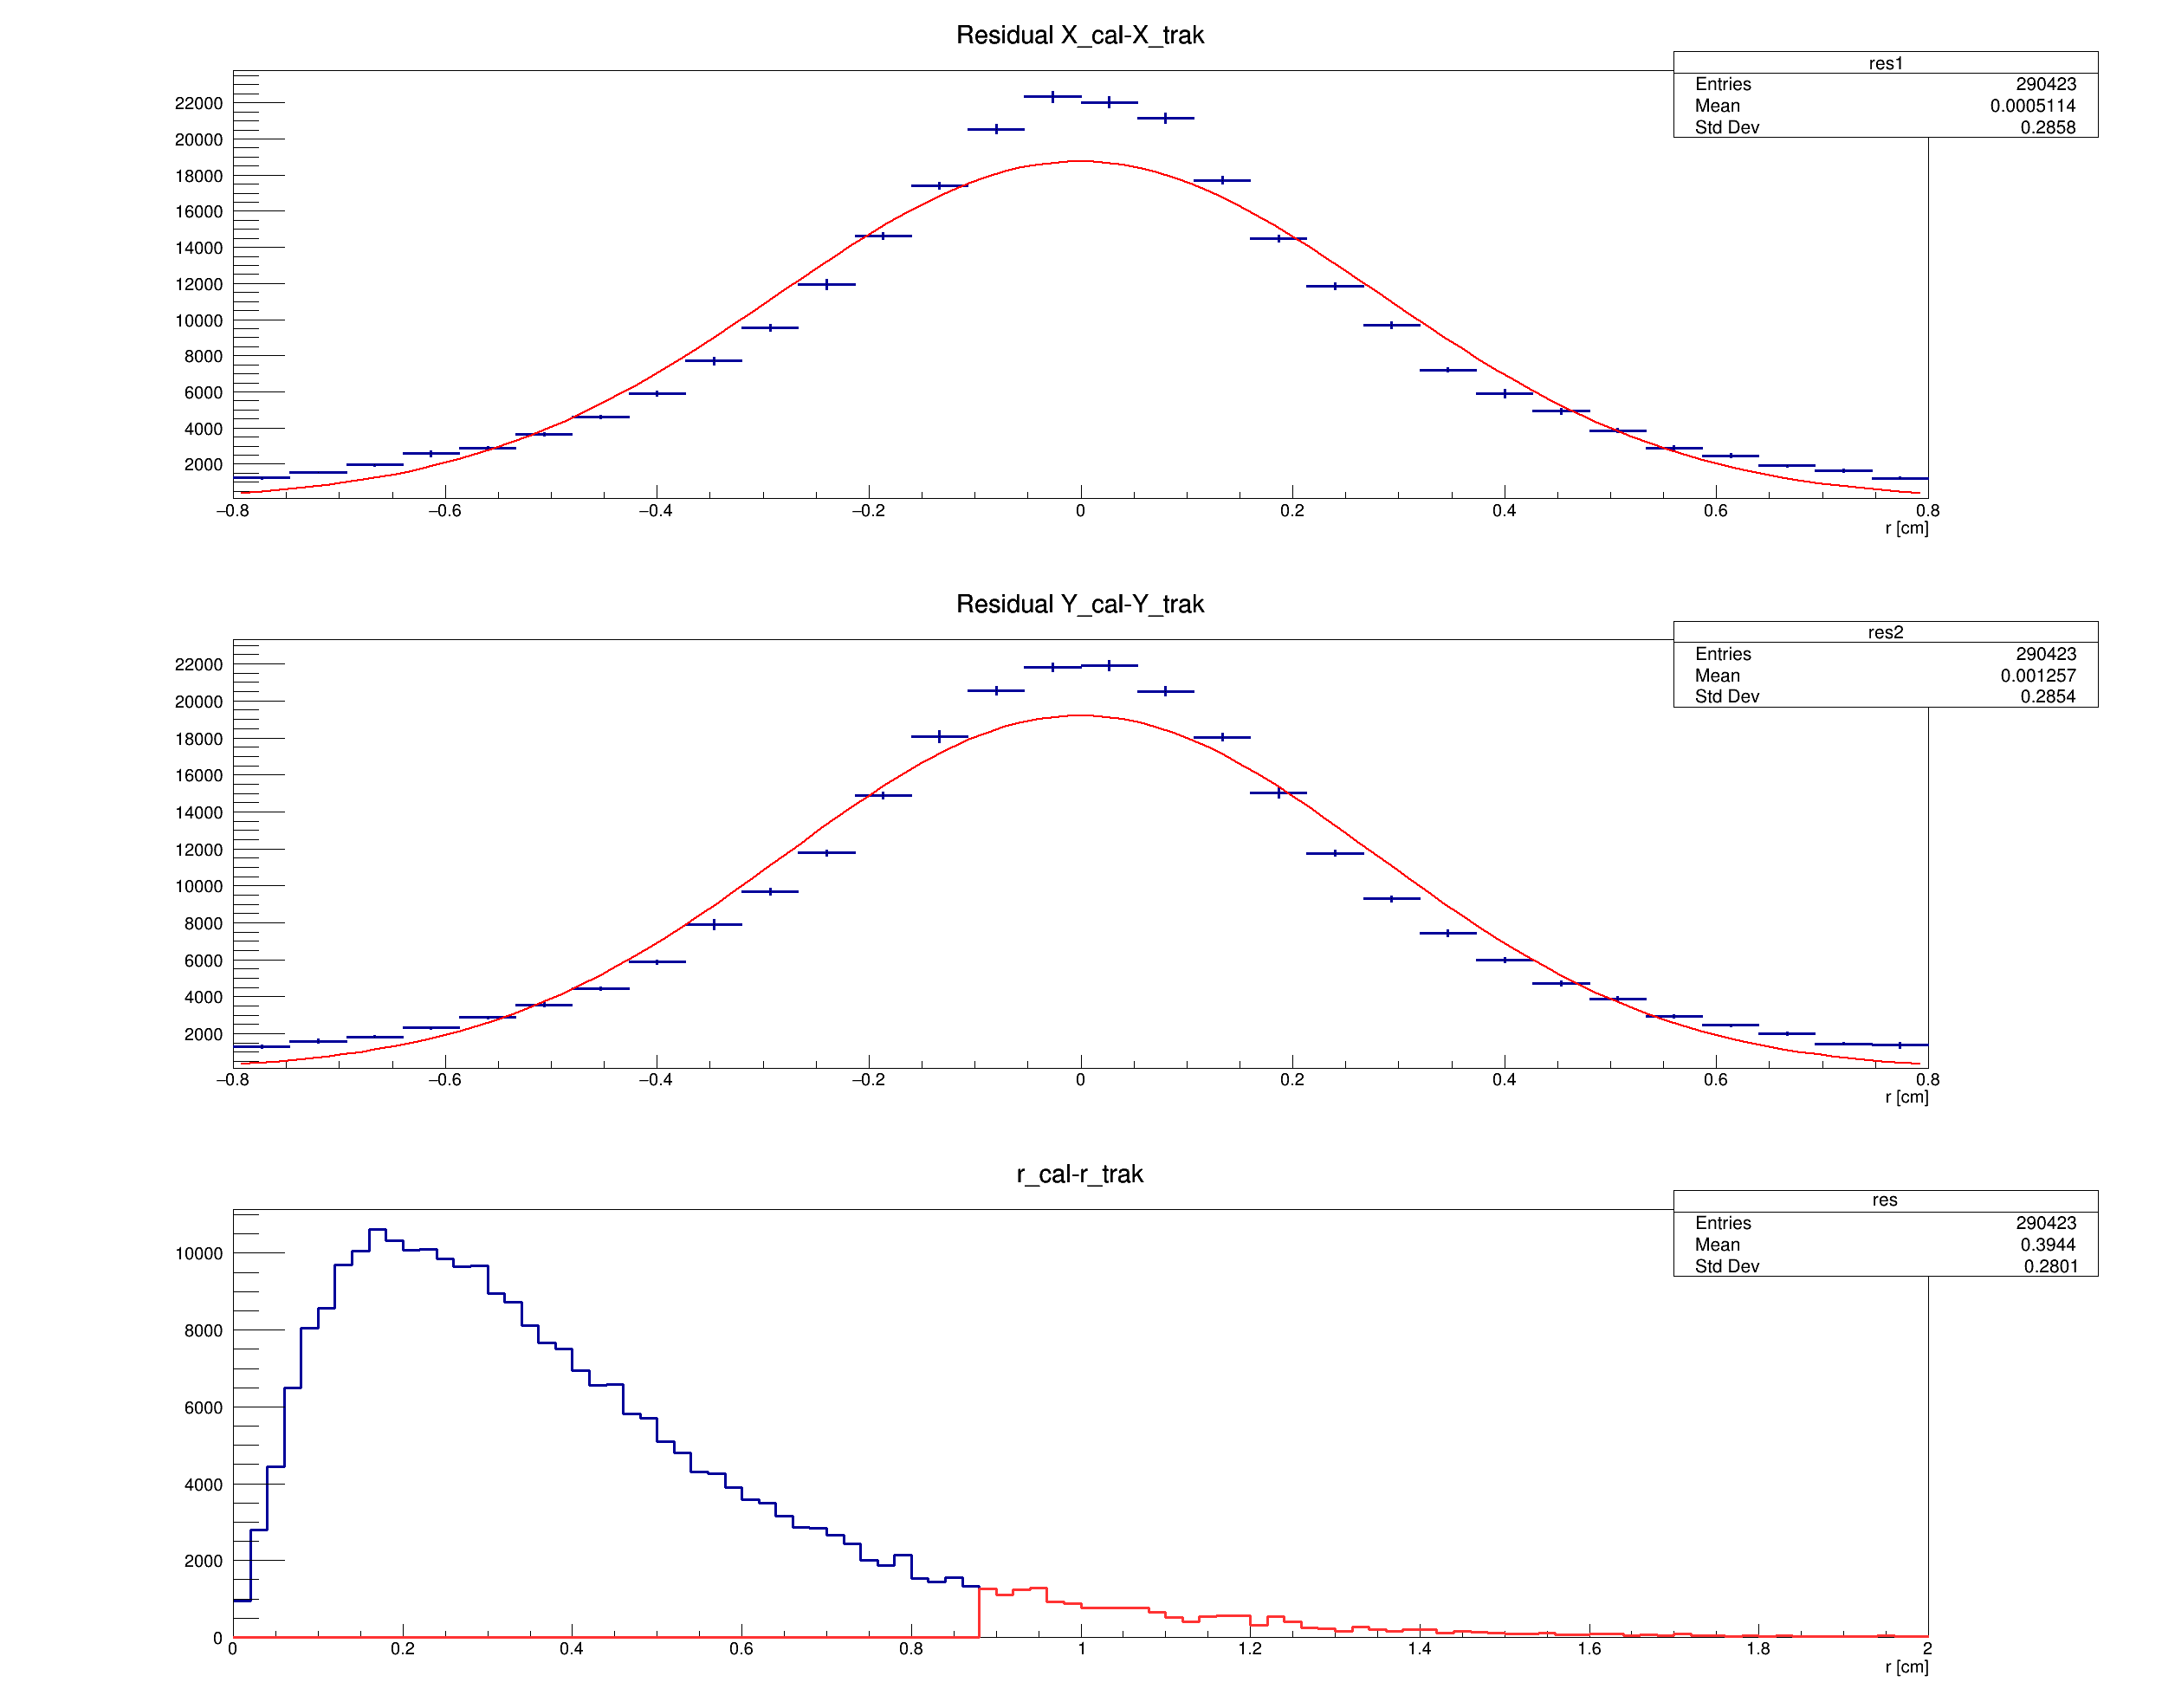 Residual X_cal-X_trak
res1
Entries 290423
Mean 0.0005114
Std Dev 0.2858
22000
20000
18000
16000
14000
12000
10000
8000
6000
4000
2000
−0.8 −0.6 −0.4 −0.2 0 0.2 0.4 0.6 0.8
r [cm]
Residual Y_cal-Y_trak
res2
Entries 290423
Mean 0.001257
Std Dev 0.2854
22000
20000
18000
16000
14000
12000
10000
8000
6000
4000
2000
−0.8 −0.6 −0.4 −0.2 0 0.2 0.4 0.6 0.8
r [cm]
r_cal-r_trak
res
Entries 290423
Mean 0.3944
Std Dev 0.2801
10000
8000
6000
4000
2000
0
0 0.2 0.4 0.6 0.8 1 1.2 1.4 1.6 1.8 2
r [cm]